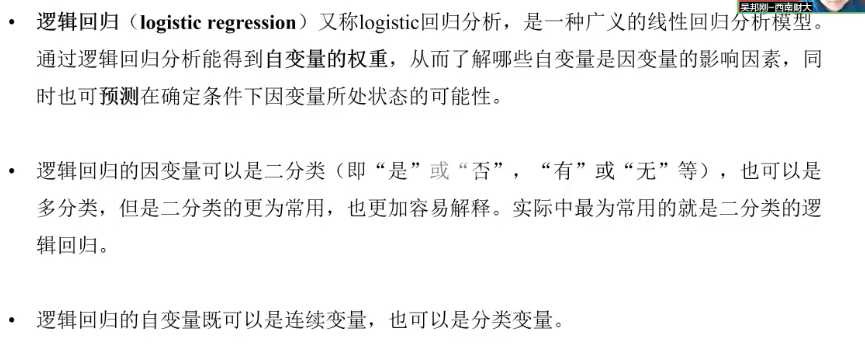 吴邦刚-西南财大
• 逻辑回归（logistic regression）又称logistic回归分析，是一种广义的线性回归分析模型。
通过逻辑回归分析能得到自变量的权重，从而了解哪些自变量是因变量的影响因素，同
时也可预测在确定条件下因变量所处状态的可能性。
• 逻辑回归的因变量可以是二分类（即“是”或“否”，“有”或“无”等），也可以是
多分类，但是二分类的更为常用，也更加容易解释。实际中最为常用的就是二分类的逻
辑回归。
• 逻辑回归的自变量既可以是连续变量，也可以是分类变量。